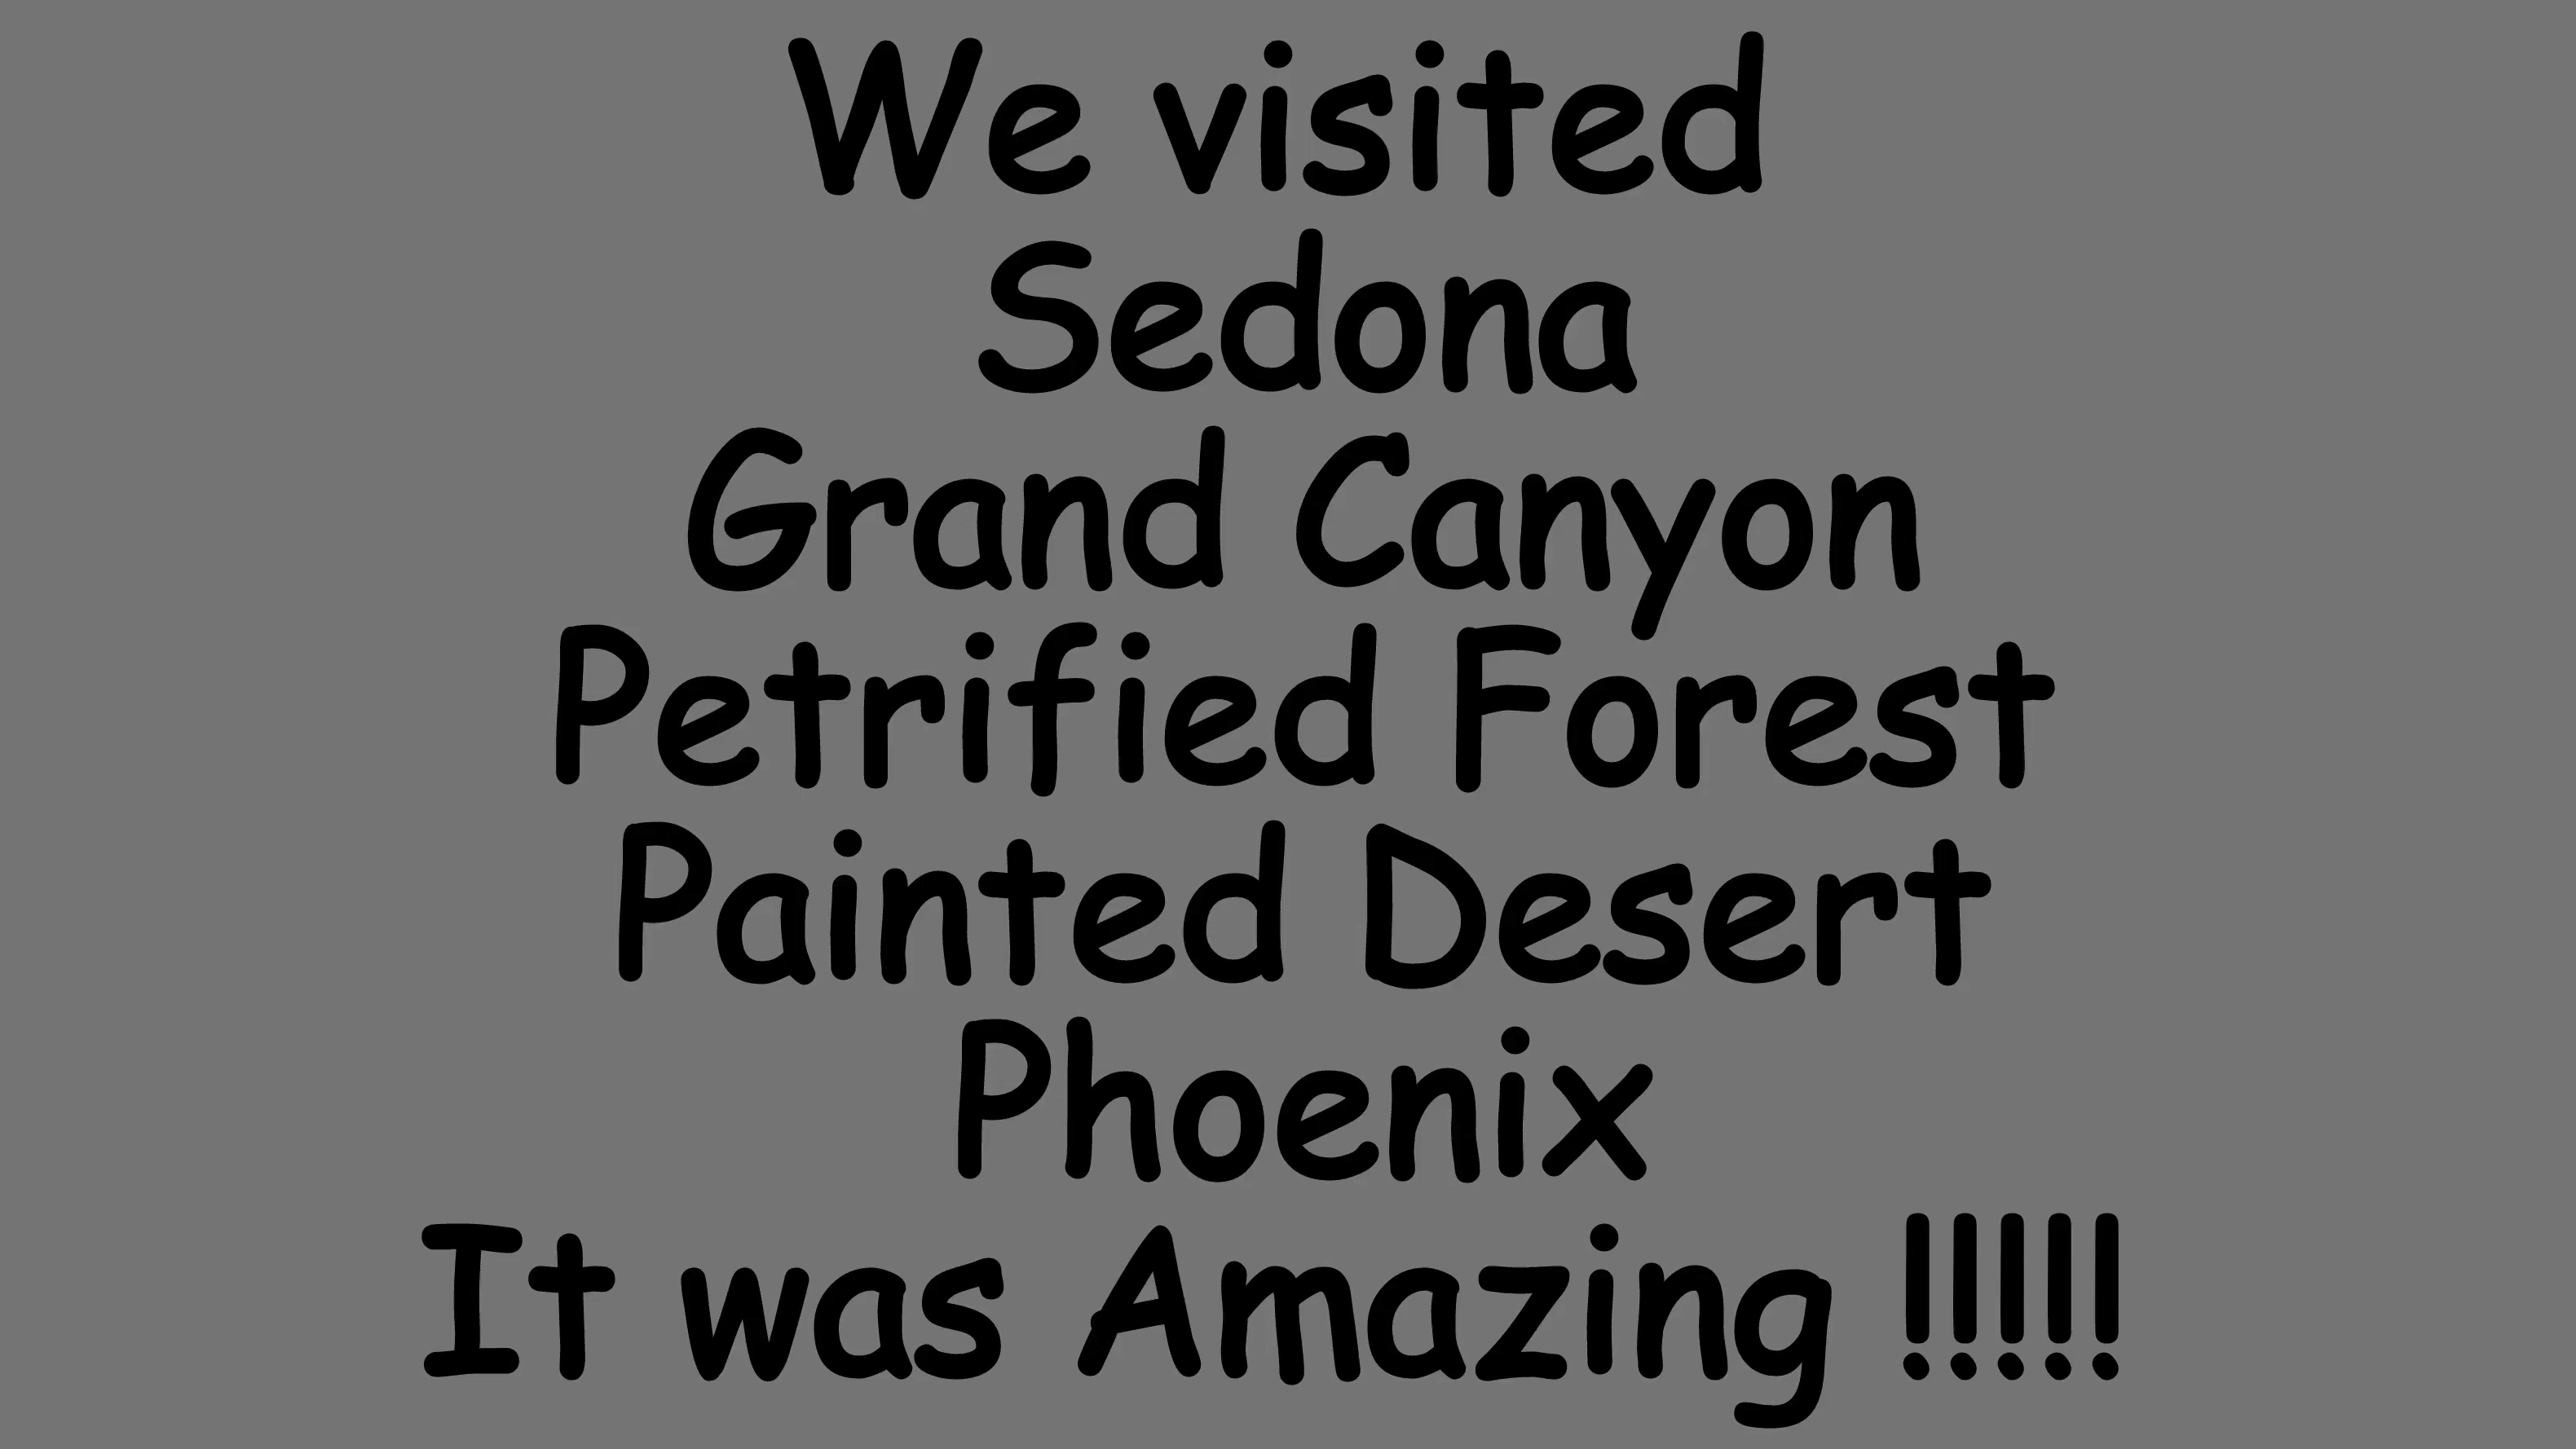 We visited
Sedona
Grand Canyon
Petrified Forest
Painted Desert
Phoenix
It was Amazing !!!!!